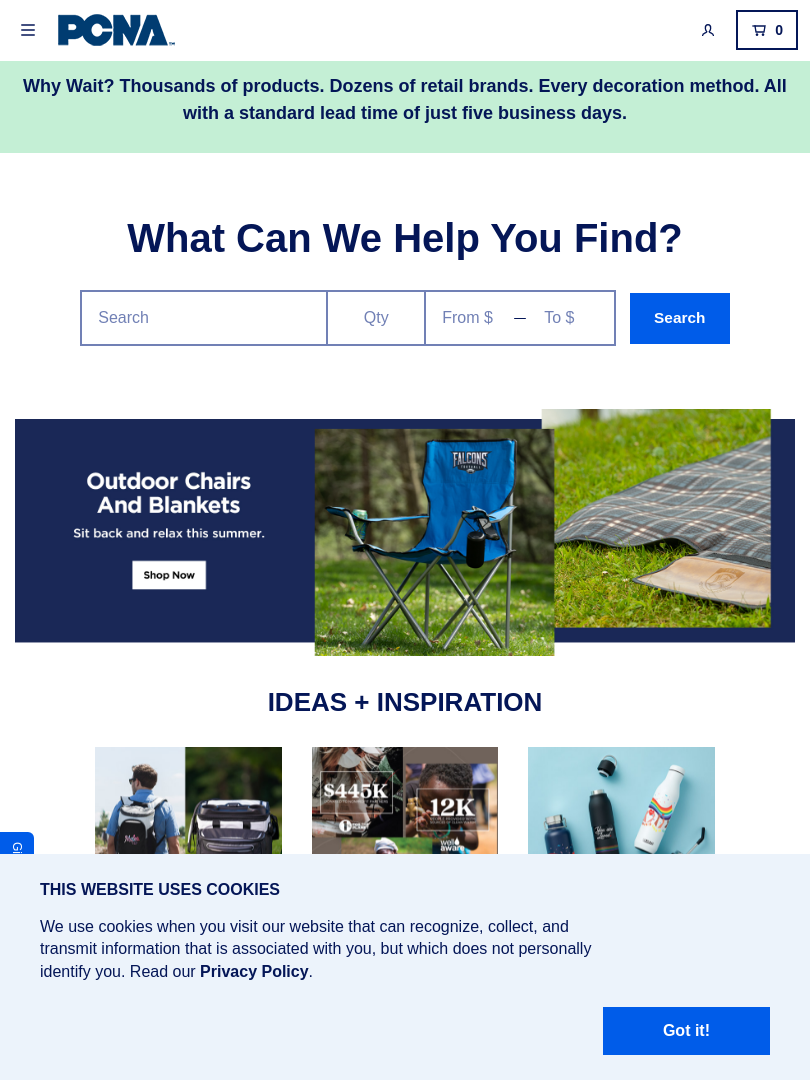 PCNA
0
Why Wait? Thousands of products. Dozens of retail brands. Every decoration method. All
with a standard lead time of just five business days.
What Can We Help You Find?
Search
Qty
From $ — To $
Search
Outdoor Chairs
And Blankets
Sit back and relax this summer.
Shop Now
FALCONS
IDEAS + INSPIRATION
$445K
12K
well
aware
THIS WEBSITE USES COOKIES
We use cookies when you visit our website that can recognize, collect, and
transmit information that is associated with you, but which does not personally
identify you. Read our Privacy Policy.
Got it!